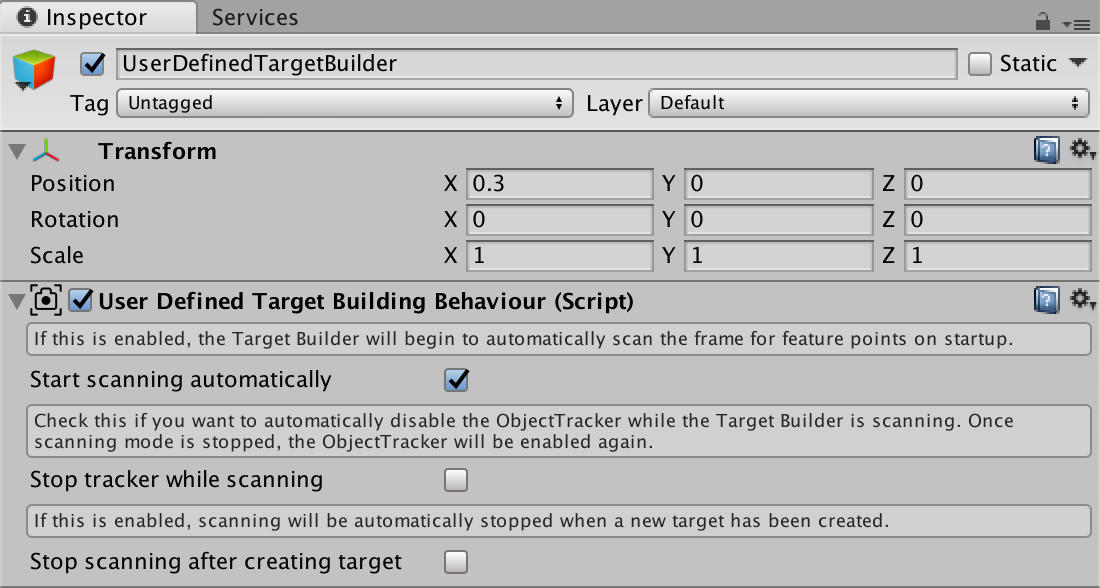 Inspector Services
UserDefinedTargetBuilder Static
Tag Untagged Layer Default
Transform
Position X 0.3 Y 0 Z 0
Rotation X 0 Y 0 Z 0
Scale X 1 Y 1 Z 1
User Defined Target Building Behaviour (Script)
If this is enabled, the Target Builder will begin to automatically scan the frame for feature points on startup.
Start scanning automatically
Check this if you want to automatically disable the ObjectTracker while the Target Builder is scanning. Once
scanning mode is stopped, the ObjectTracker will be enabled again.
Stop tracker while scanning
If this is enabled, scanning will be automatically stopped when a new target has been created.
Stop scanning after creating target